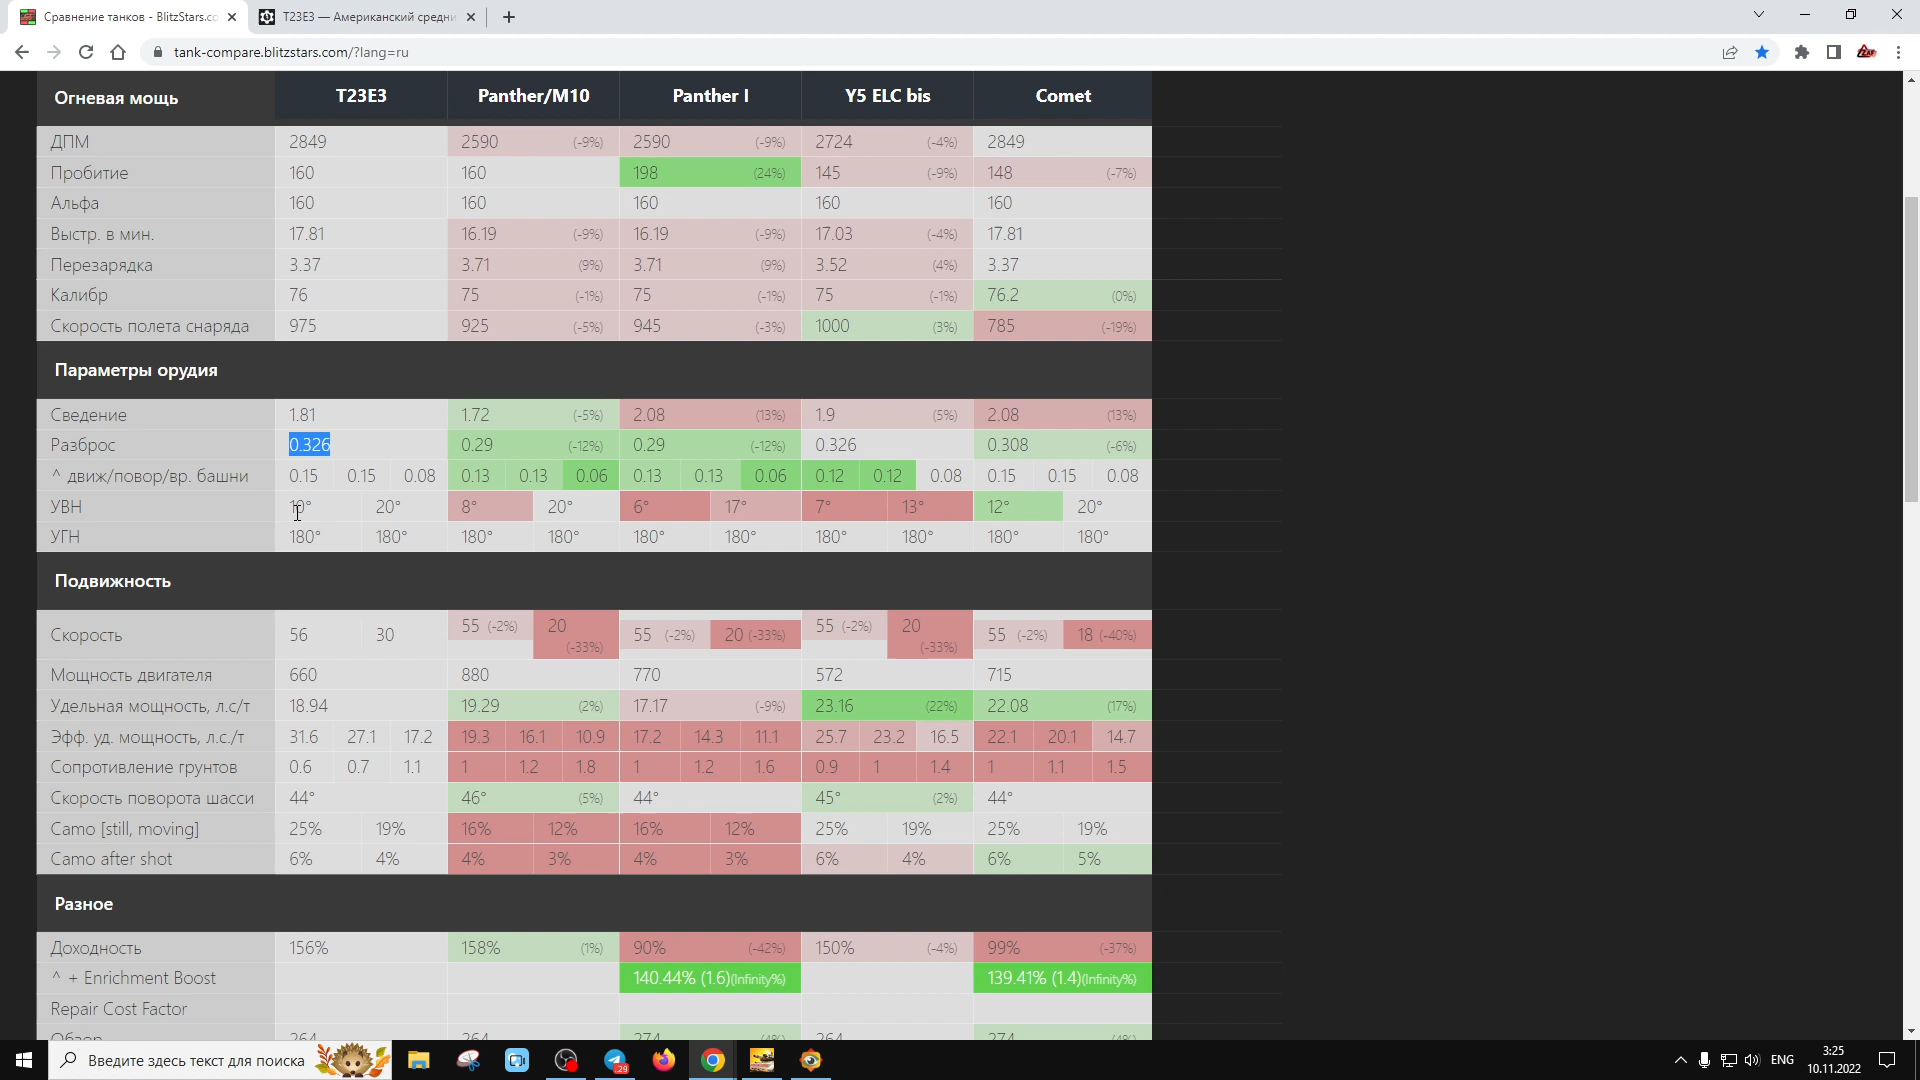 Сравнение танков - BlitzStars.co
T23E3 — Американский средни
tank-compare.blitzstars.com/?lang=ru
Огневая мощь T23E3 Panther/M10 Panther I Y5 ELC bis Comet
ДПМ 2849 2590 (-9%) 2590 (-9%) 2724 (-4%) 2849
Пробитие 160 160 198 (24%) 145 (-9%) 148 (-7%)
Альфа 160 160 160 160 160
Выстр. в мин. 17.81 16.19 (-9%) 16.19 (-9%) 17.03 (-4%) 17.81
Перезарядка 3.37 3.71 (9%) 3.71 (9%) 3.52 (4%) 3.37
Калибр 76 75 (-1%) 75 (-1%) 75 (-1%) 76.2 (0%)
Скорость полета снаряда 975 925 (-5%) 945 (-3%) 1000 (3%) 785 (-19%)
Параметры орудия
Сведение 1.81 1.72 (-5%) 2.08 (13%) 1.9 (5%) 2.08 (13%)
Разброс 0.326 0.29 (-12%) 0.29 (-12%) 0.326 0.308 (-6%)
^ движ/повор/вр. башни 0.15 0.15 0.08 0.13 0.13 0.06 0.13 0.13 0.06 0.12 0.12 0.08 0.15 0.15 0.08
УВН 10° 20° 8° 20° 6° 17° 7° 13° 12° 20°
УГН 180° 180° 180° 180° 180° 180° 180° 180° 180° 180°
Подвижность
Скорость 56 30 55 (-2%) 20 (-33%) 55 (-2%) 20 (-33%) 55 (-2%) 20 (-33%) 55 (-2%) 18 (-40%)
Мощность двигателя 660 880 770 572 715
Удельная мощность, л.с/т 18.94 19.29 (2%) 17.17 (-9%) 23.16 (22%) 22.08 (17%)
Эфф. уд. мощность, л.с./т 31.6 27.1 17.2 19.3 16.1 10.9 17.2 14.3 11.1 25.7 23.2 16.5 22.1 20.1 14.7
Сопротивление грунтов 0.6 0.7 1.1 1 1.2 1.8 1 1.2 1.6 0.9 1 1.4 1 1.1 1.5
Скорость поворота шасси 44° 46° (5%) 44° 45° (2%) 44°
Camo [still, moving] 25% 19% 16% 12% 16% 12% 25% 19% 25% 19%
Camo after shot 6% 4% 4% 3% 4% 3% 6% 4% 6% 5%
Разное
Доходность 156% 158% (1%) 90% (-42%) 150% (-4%) 99% (-37%)
^ + Enrichment Boost 140.44% (1.6)(Infinity%) 139.41% (1.4)(Infinity%)
Repair Cost Factor
Обзор 264 264 274 (4%) 264 274 (4%)
Введите здесь текст для поиска
29
ENG
3:25
10.11.2022